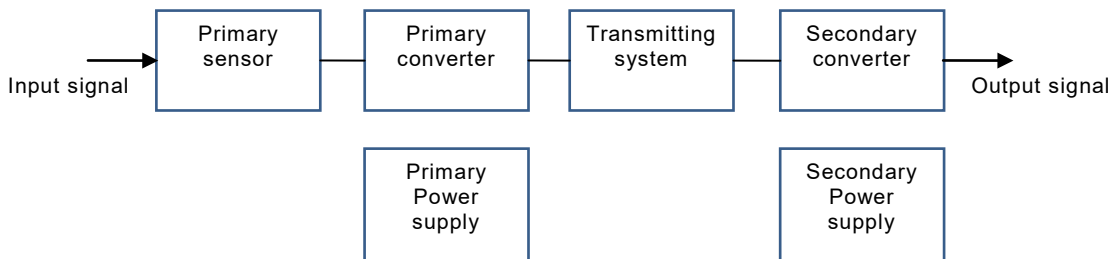 Primary
sensor
Primary
converter
Transmitting
system
Secondary
converter
Input signal
Output signal
Primary
Power
supply
Secondary
Power
supply